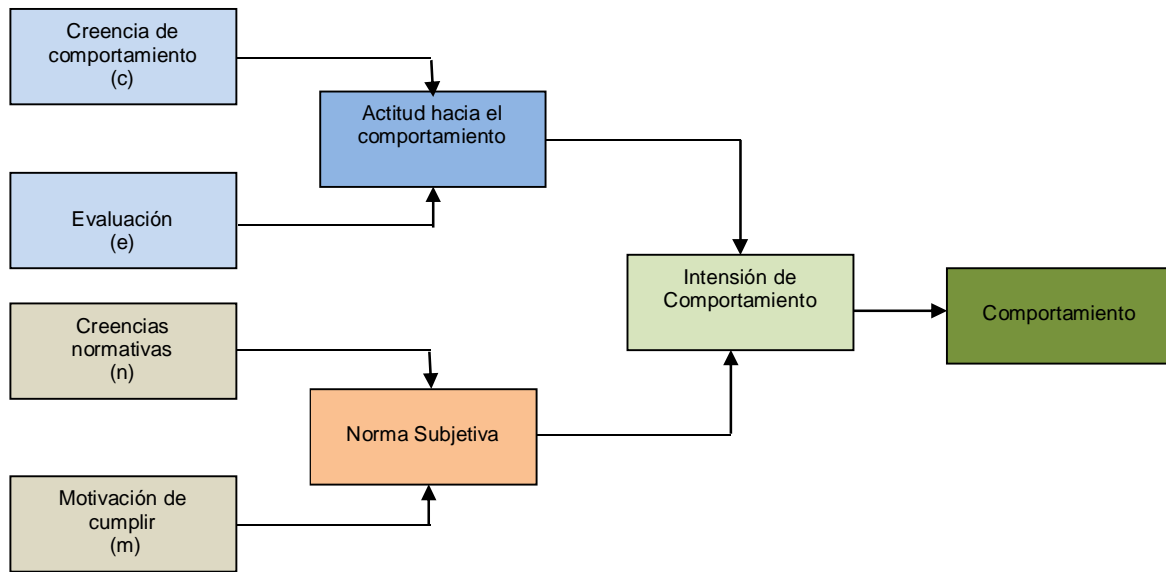 Creencia de
comportamiento
(c)
Actitud hacia el
comportamiento
Evaluación
(e)
Intensión de
Comportamiento
Comportamiento
Creencias
normativas
(n)
Norma Subjetiva
Motivación de
cumplir
(m)